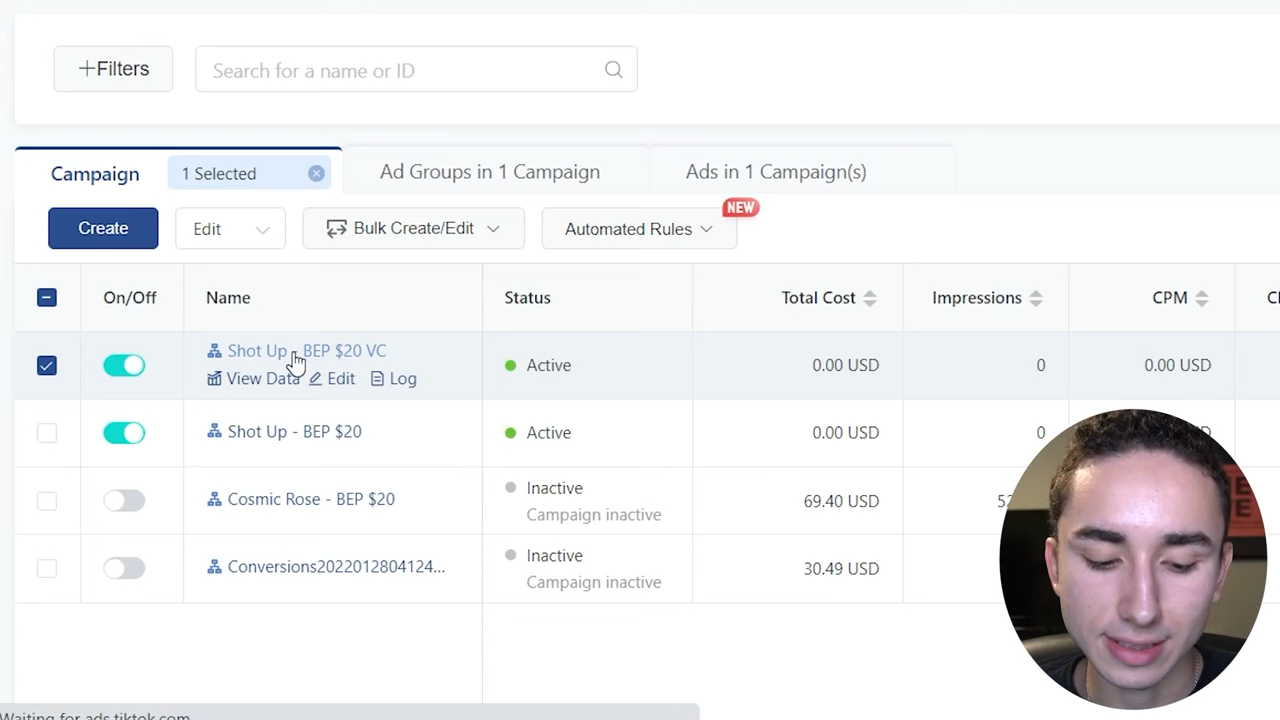 +Filters
Search for a name or ID
Campaign
1 Selected
Ad Groups in 1 Campaign
Ads in 1 Campaign(s)
Create
Edit
Bulk Create/Edit
Automated Rules
NEW
On/Off
Name
Status
Total Cost
Impressions
CPM
Shot Up - BEP $20 VC
View Data
Edit
Log
Active
0.00 USD
0
0.00 USD
Shot Up - BEP $20
Active
0.00 USD
0
Cosmic Rose - BEP $20
Inactive
Campaign inactive
69.40 USD
Conversions2022012804124...
Inactive
Campaign inactive
30.49 USD
Waiting for ads.tiktok.com